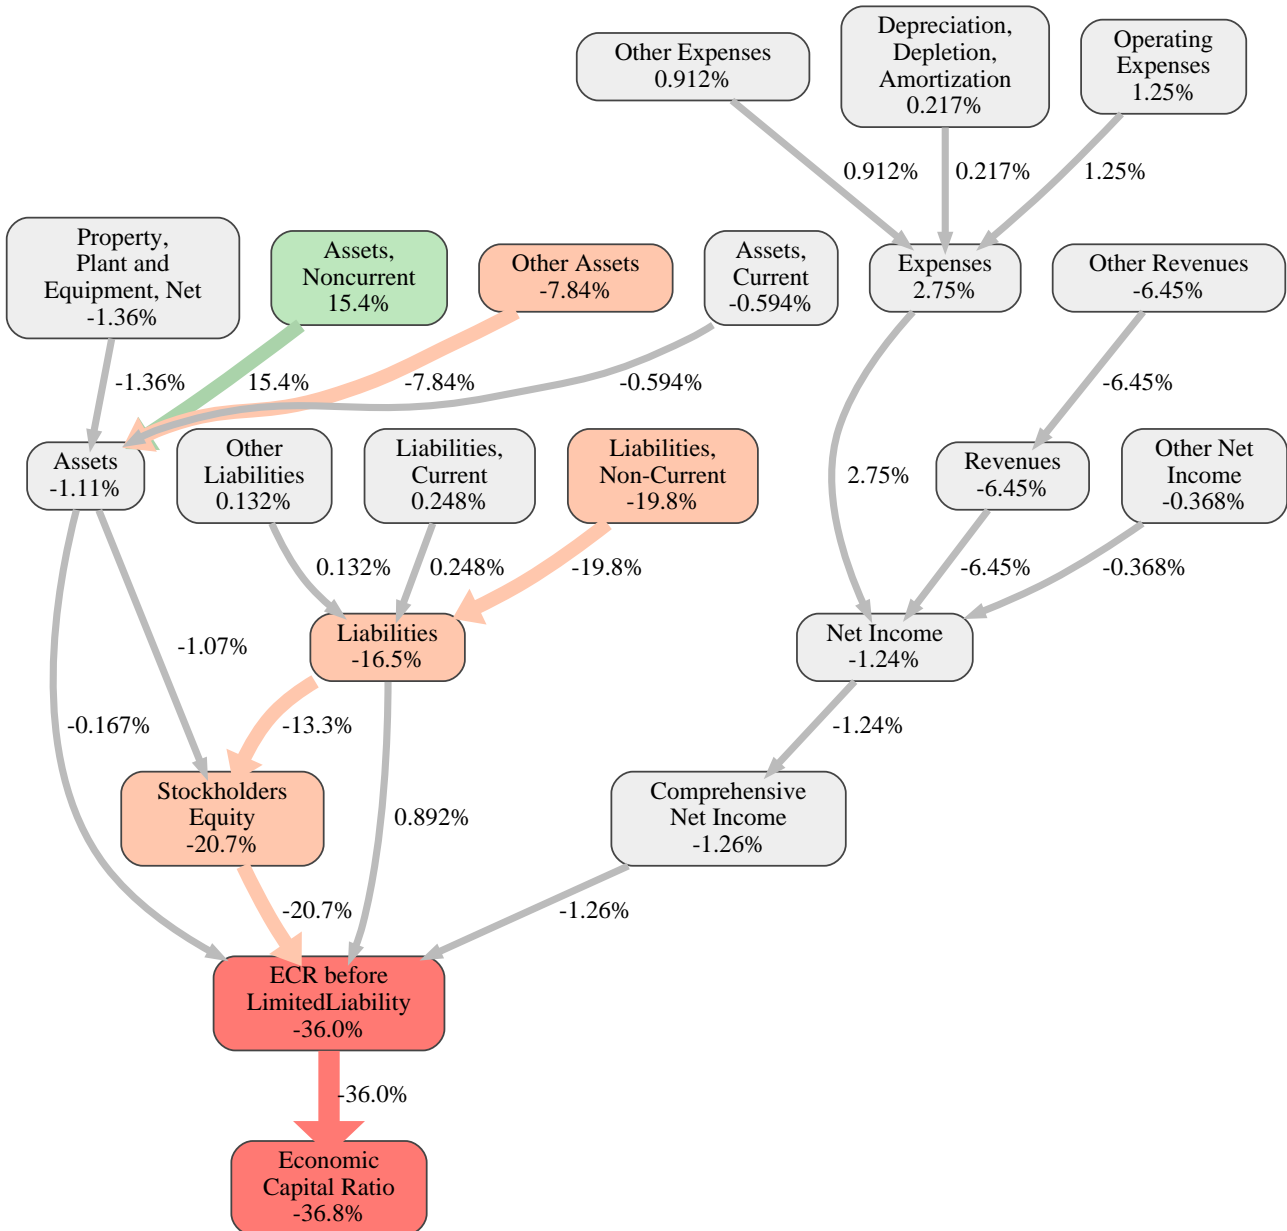 Other Expenses
0.912%
Depreciation,
Depletion,
Amortization
0.217%
Operating
Expenses
1.25%
0.912%
0.217%
1.25%
Property,
Plant and
Equipment, Net
-1.36%
Assets,
Noncurrent
15.4%
Other Assets
-7.84%
Assets,
Current
-0.594%
Expenses
2.75%
Other Revenues
-6.45%
-1.36%
15.4%
-7.84%
-0.594%
-6.45%
Assets
-1.11%
Other
Liabilities
0.132%
Liabilities,
Current
0.248%
Liabilities,
Non-Current
-19.8%
2.75%
Revenues
-6.45%
Other Net
Income
-0.368%
0.132%
0.248%
-19.8%
-6.45%
-0.368%
-1.07%
Liabilities
-16.5%
Net Income
-1.24%
-0.167%
-13.3%
-1.24%
Stockholders
Equity
-20.7%
0.892%
Comprehensive
Net Income
-1.26%
-20.7%
-1.26%
ECR before
LimitedLiability
-36.0%
-36.0%
Economic
Capital Ratio
-36.8%